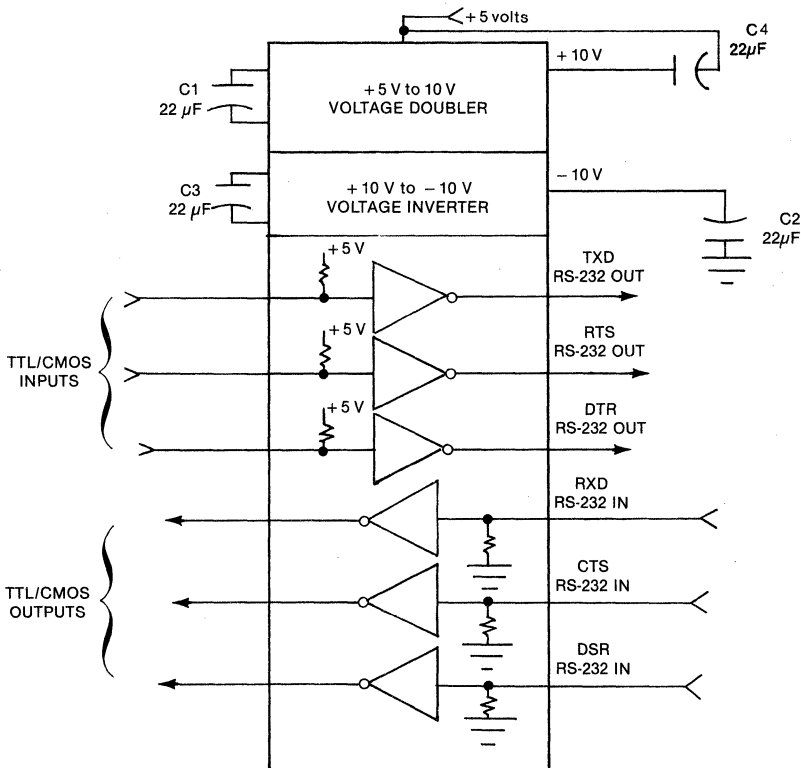 + 5 volts
C4
22µF
+ 10 V
C1
22 µF
+ 5 V to 10 V
VOLTAGE DOUBLER
C3
22 µF
+ 10 V to − 10 V
VOLTAGE INVERTER
− 10 V
C2
22µF
+ 5 V
TXD
RS-232 OUT
+ 5 V
RTS
RS-232 OUT
TTL/CMOS
INPUTS
+ 5 V
DTR
RS-232 OUT
RXD
RS-232 IN
TTL/CMOS
OUTPUTS
CTS
RS-232 IN
DSR
RS-232 IN